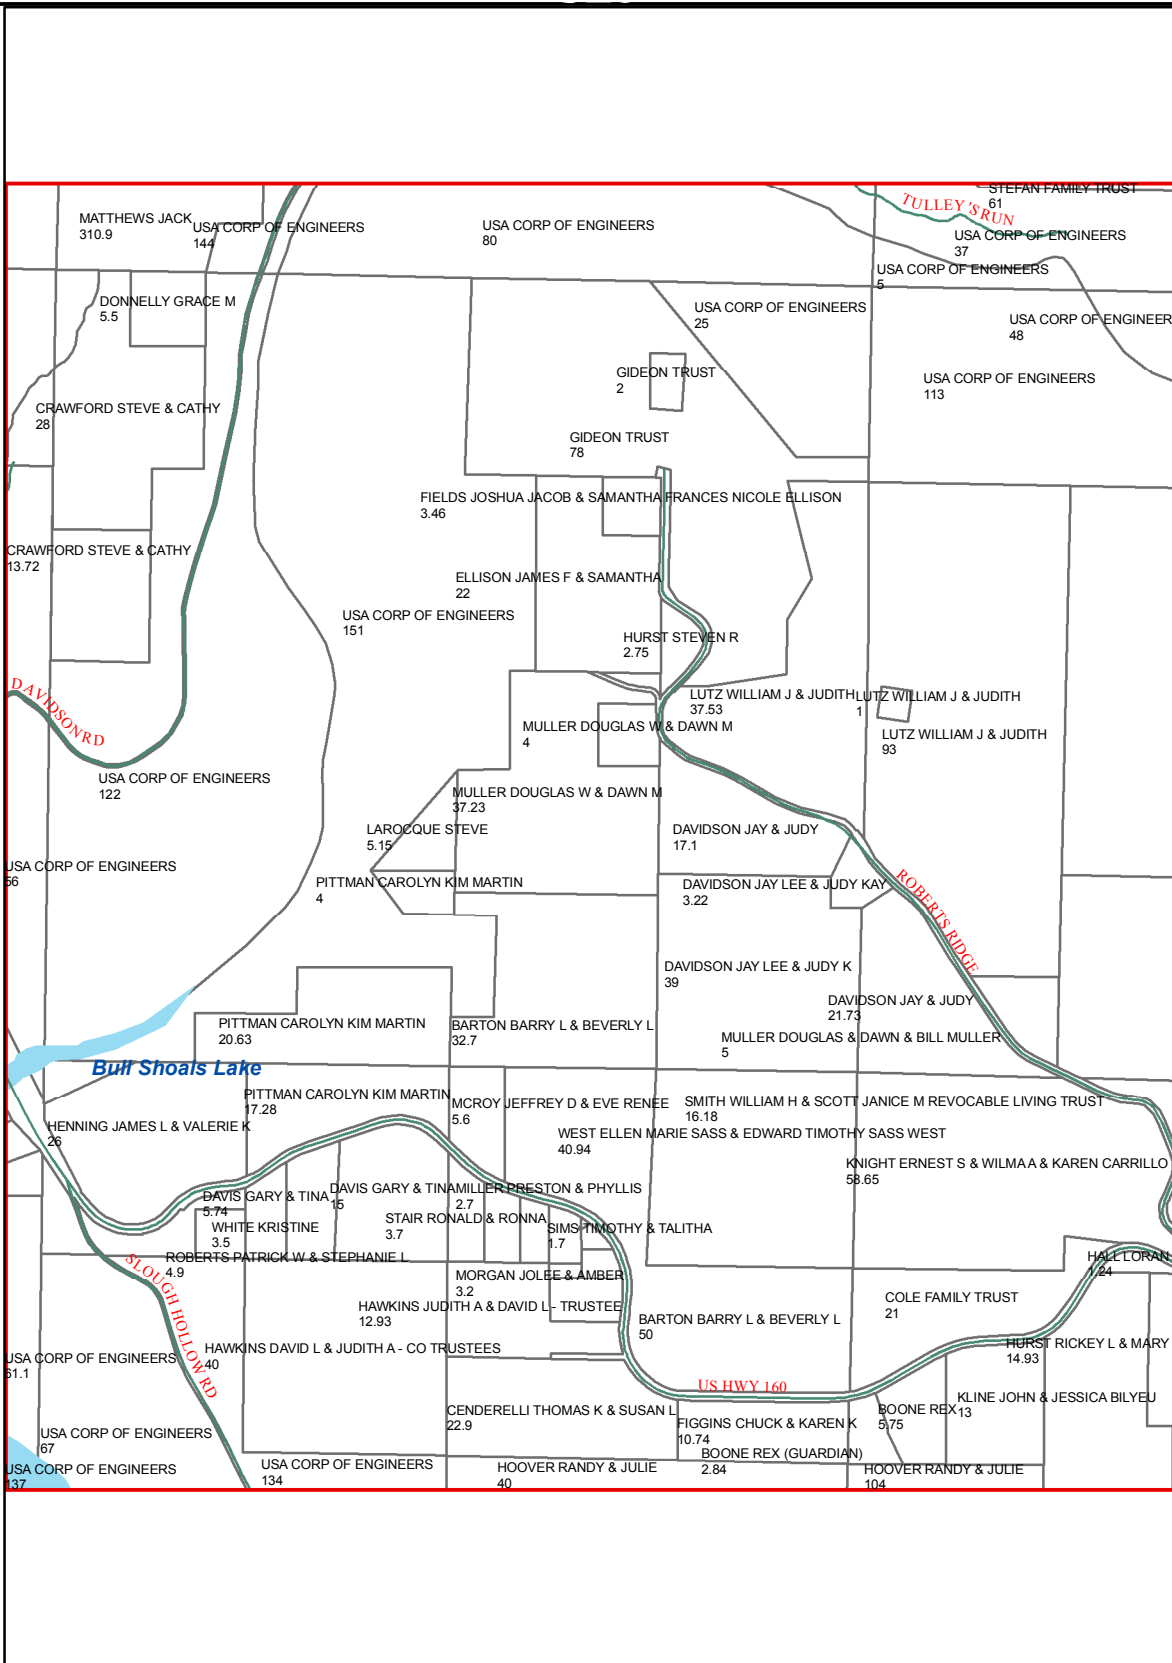 MATTHEWS JACK
310.9
USA CORP OF ENGINEERS
144
USA CORP OF ENGINEERS
80
STEFAN FAMILY TRUST
61
TULLEY'S RUN
USA CORP OF ENGINEERS
37
USA CORP OF ENGINEERS
5
DONNELLY GRACE M
5.5
USA CORP OF ENGINEERS
25
USA CORP OF ENGINEER
48
GIDEON TRUST
2
USA CORP OF ENGINEERS
113
CRAWFORD STEVE & CATHY
28
GIDEON TRUST
78
FIELDS JOSHUA JACOB & SAMANTHA FRANCES NICOLE ELLISON
3.46
CRAWFORD STEVE & CATHY
13.72
ELLISON JAMES F & SAMANTHA
22
USA CORP OF ENGINEERS
151
HURST STEVEN R
2.75
DAVIDSON RD
LUTZ WILLIAM J & JUDITH
37.53
LUTZ WILLIAM J & JUDITH
1
MULLER DOUGLAS W & DAWN M
4
LUTZ WILLIAM J & JUDITH
93
USA CORP OF ENGINEERS
122
MULLER DOUGLAS W & DAWN M
37.23
LAROCQUE STEVE
5.15
DAVIDSON JAY & JUDY
17.1
USA CORP OF ENGINEERS
56
PITTMAN CAROLYN KIM MARTIN
4
DAVIDSON JAY LEE & JUDY KAY
3.22
ROBERTS RIDGE
DAVIDSON JAY LEE & JUDY K
39
DAVIDSON JAY & JUDY
21.73
PITTMAN CAROLYN KIM MARTIN
20.63
BARTON BARRY L & BEVERLY L
32.7
MULLER DOUGLAS & DAWN & BILL MULLER
5
Bull Shoals Lake
PITTMAN CAROLYN KIM MARTIN
17.28
MCROY JEFFREY D & EVE RENEE
5.6
SMITH WILLIAM H & SCOTT JANICE M REVOCABLE LIVING TRUST
16.18
HENNING JAMES L & VALERIE K
26
WEST ELLEN MARIE SASS & EDWARD TIMOTHY SASS WEST
40.94
KNIGHT ERNEST S & WILMA A & KAREN CARRILLO
58.65
DAVIS GARY & TINA
5.74
DAVIS GARY & TINA
15
MILLER PRESTON & PHYLLIS
2.7
WHITE KRISTINE
3.5
STAIR RONALD & RONNA
3.7
SIMS TIMOTHY & TALITHA
1.7
ROBERTS PATRICK W & STEPHANIE L
4.9
HALL LORAN
1.24
SLOUGH HOLLOW RD
MORGAN JOLEE & AMBER
3.2
COLE FAMILY TRUST
21
HAWKINS JUDITH A & DAVID L - TRUSTEE
12.93
BARTON BARRY L & BEVERLY L
50
HURST RICKEY L & MARY
14.93
HAWKINS DAVID L & JUDITH A - CO TRUSTEES
40
USA CORP OF ENGINEERS
61.1
US HWY 160
KLINE JOHN & JESSICA BILYEU
13
BOONE REX
5.75
CENDERELLI THOMAS K & SUSAN L
22.9
FIGGINS CHUCK & KAREN K
10.74
USA CORP OF ENGINEERS
67
BOONE REX (GUARDIAN)
2.84
USA CORP OF ENGINEERS
137
USA CORP OF ENGINEERS
134
HOOVER RANDY & JULIE
40
HOOVER RANDY & JULIE
104